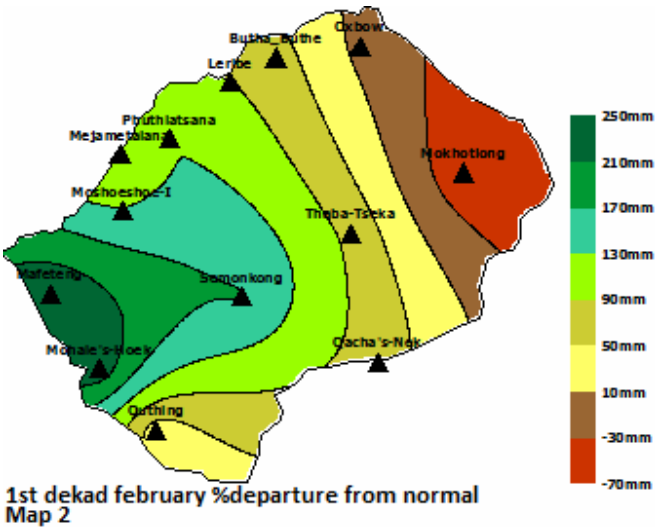 Oxbow
Butha_Buthe
Leribe
Phuthiatsana
Mejametalana
Mokhotlong
Moshoeshoe-I
Thaba-Tseka
Mafeteng
Semonkong
Mohale's-Hoek
Qacha's-Nek
Quthing
250mm
210mm
170mm
130mm
90mm
50mm
10mm
-30mm
-70mm
1st dekad february %departure from normal
Map 2